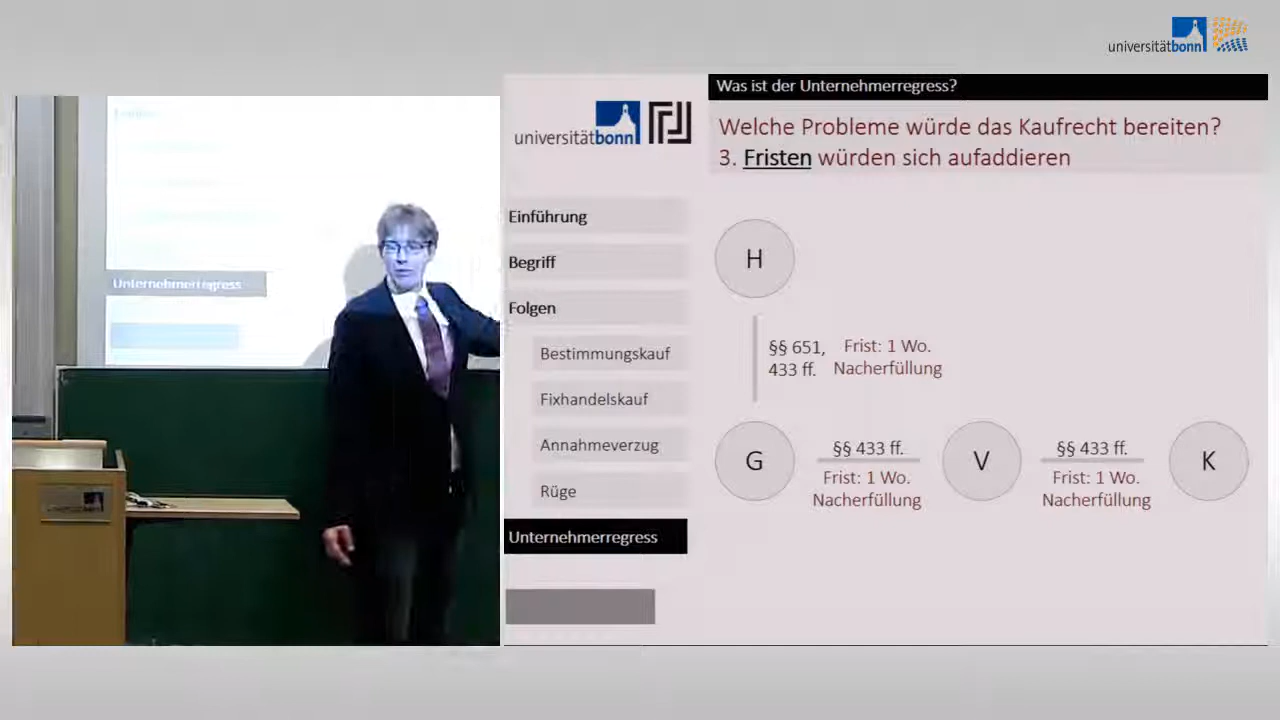 universitätbonn
Was ist der Unternehmerregress?
universitätbonn
Welche Probleme würde das Kaufrecht bereiten?
3. Fristen würden sich aufaddieren
Einführung
Begriff
Folgen
Bestimmungskauf
Fixhandelskauf
Annahmeverzug
Rüge
Unternehmerregress
H
§§ 651,
433 ff.
Frist: 1 Wo.
Nacherfüllung
G
§§ 433 ff.
Frist: 1 Wo.
Nacherfüllung
V
§§ 433 ff.
Frist: 1 Wo.
Nacherfüllung
K
Unternehmerregress